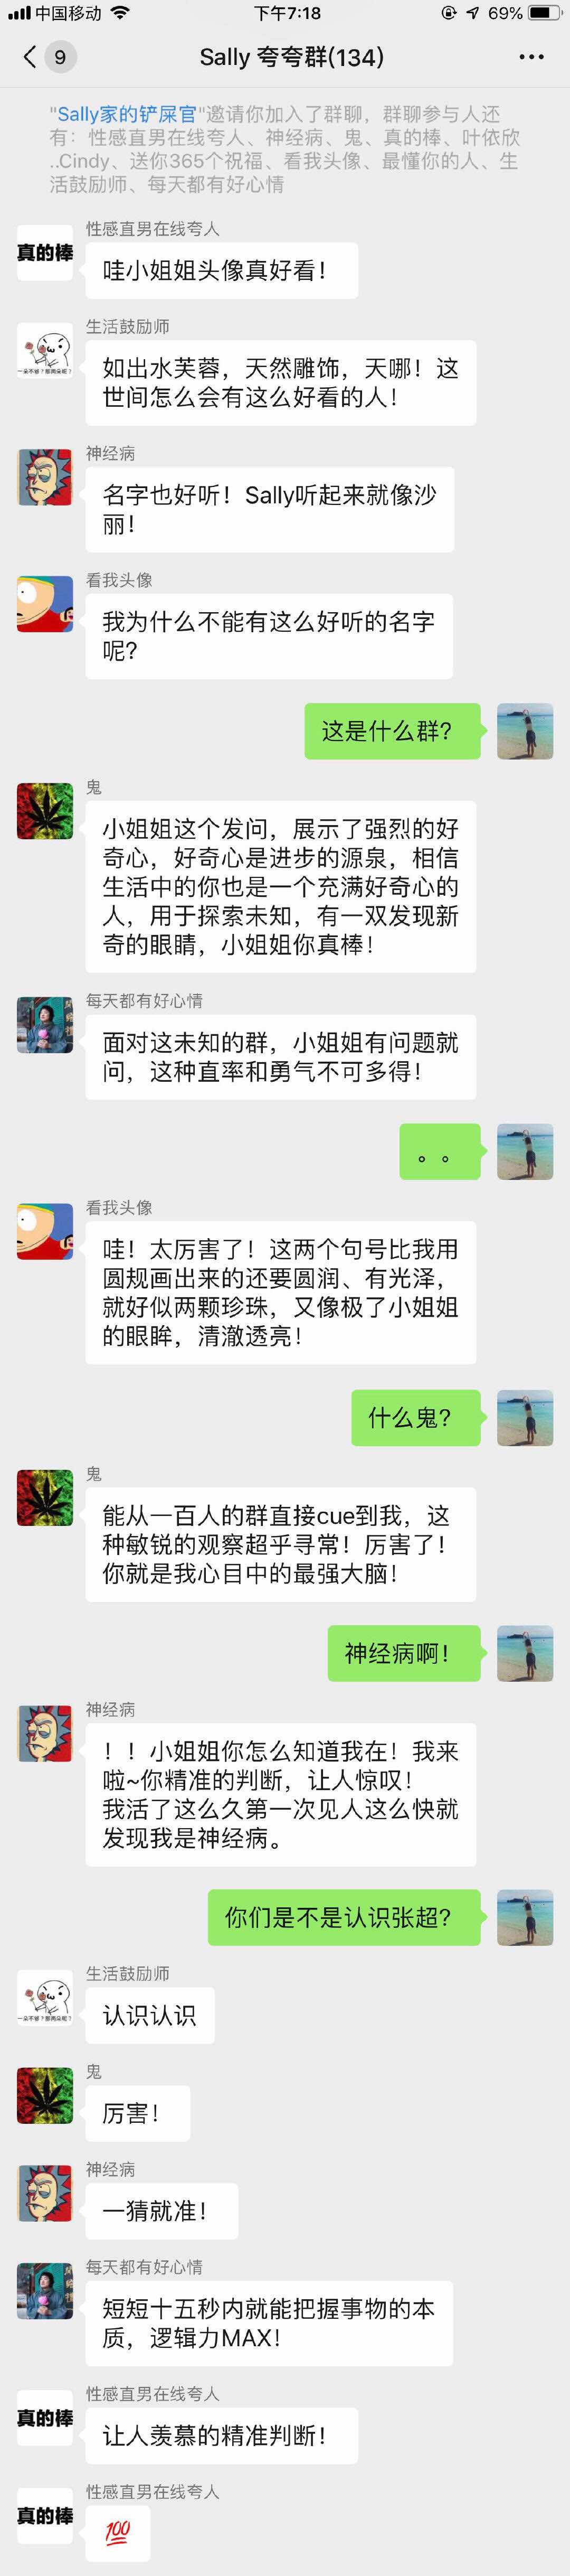 中国移动
下午7:18
69%
9
Sally 夸夸群(134)
"Sally家的铲屎官"邀请你加入了群聊，群聊参与人还
有：性感直男在线夸人、神经病、鬼、真的棒、叶依欣
..Cindy、送你365个祝福、看我头像、最懂你的人、生
活鼓励师、每天都有好心情
性感直男在线夸人
真的棒
哇小姐姐头像真好看！
生活鼓励师
一朵不够？那两朵呢？
如出水芙蓉，天然雕饰，天哪！这
世间怎么会有这么好看的人！
神经病
名字也好听！Sally听起来就像沙
丽！
看我头像
我为什么不能有这么好听的名字
呢？
这是什么群？
鬼
小姐姐这个发问，展示了强烈的好
奇心，好奇心是进步的源泉，相信
生活中的你也是一个充满好奇心的
人，用于探索未知，有一双发现新
奇的眼睛，小姐姐你真棒！
每天都有好心情
面对这未知的群，小姐姐有问题就
问，这种直率和勇气不可多得！
。。
看我头像
哇！太厉害了！这两个句号比我用
圆规画出来的还要圆润、有光泽，
就好似两颗珍珠，又像极了小姐姐
的眼眸，清澈透亮！
什么鬼？
鬼
能从一百人的群直接cue到我，这
种敏锐的观察超乎寻常！厉害了！
你就是我心目中的最强大脑！
神经病啊！
神经病
！！小姐姐你怎么知道我在！我来
啦~你精准的判断，让人惊叹！
我活了这么久第一次见人这么快就
发现我是神经病。
你们是不是认识张超？
生活鼓励师
一朵不够？那两朵呢？
认识认识
鬼
厉害！
神经病
一猜就准！
每天都有好心情
短短十五秒内就能把握事物的本
质，逻辑力MAX！
性感直男在线夸人
真的棒
让人羡慕的精准判断！
性感直男在线夸人
真的棒
100